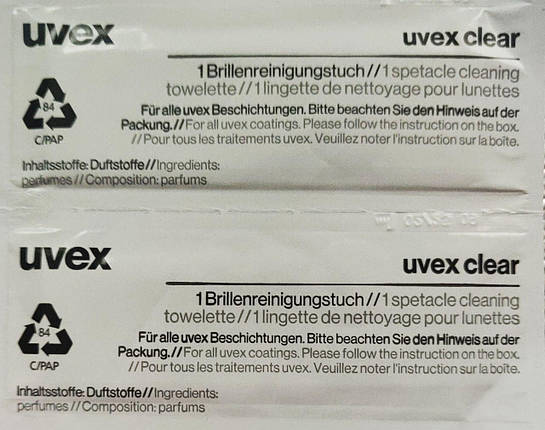 uvex
uvex clear
1 Brillenreinigungstuch//1 spetacle cleaning
towelette//1 lingette de nettoyage pour lunettes
84
C/PAP
Für alle uvex Beschichtungen. Bitte beachten Sie den Hinweis auf der
Packung.//For all uvex coatings. Please follow the instruction on the box.
//Pour tous les traitements uvex. Veuillez noter l'instruction sur la boîte.
Inhaltsstoffe: Duftstoffe//Ingredients:
perfumes//Composition: parfums
uvex
uvex clear
1 Brillenreinigungstuch//1 spetacle cleaning
towelette//1 lingette de nettoyage pour lunettes
84
C/PAP
Für alle uvex Beschichtungen. Bitte beachten Sie den Hinweis auf der
Packung.//For all uvex coatings. Please follow the instruction on the box.
//Pour tous les traitements uvex. Veuillez noter l'instruction sur la boîte.
Inhaltsstoffe: Duftstoffe//Ingredients:
perfumes//Composition: parfums